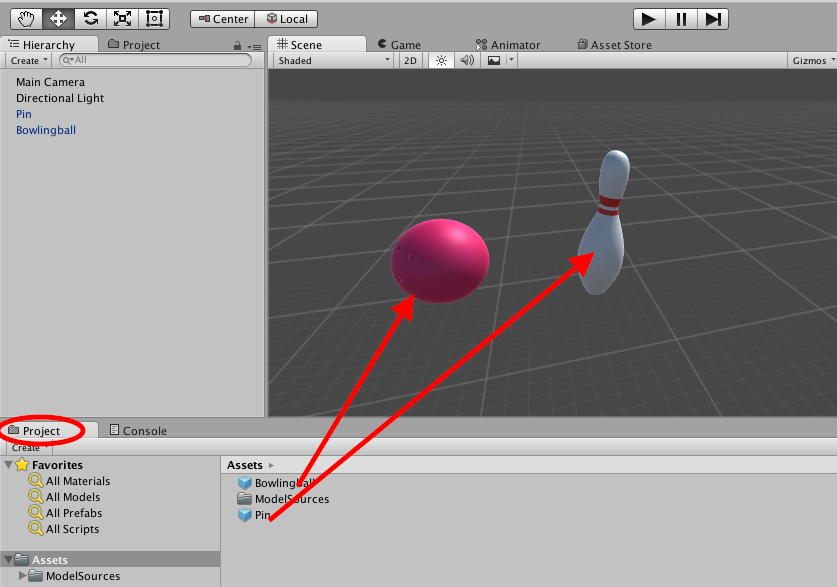 Center Local
Hierarchy Project
Create All
Main Camera
Directional Light
Pin
Bowlingball
Scene Game Animator Asset Store
Shaded 2D Gizmos
Project Console
Create
Favorites
All Materials
All Models
All Prefabs
All Scripts
Assets
ModelSources
Assets
Bowlingball
ModelSources
Pin